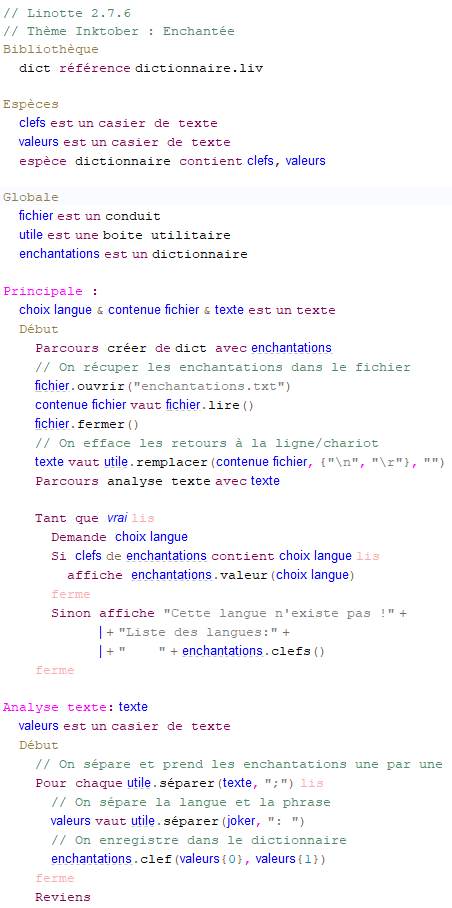 // Linotte 2.7.6
// Thème Inktober : Enchantée
Bibliothèque
dict référence dictionnaire.liv
Espèces
clefs est un casier de texte
valeurs est un casier de texte
espèce dictionnaire contient clefs, valeurs
Globale
fichier est un conduit
utile est une boite utilitaire
enchantations est un dictionnaire
Principale :
choix langue & contenue fichier & texte est un texte
Début
Parcours créer de dict avec enchantations
// On récuper les enchantations dans le fichier
fichier.ouvrir("enchantations.txt")
contenue fichier vaut fichier.lire()
fichier.fermer()
// On efface les retours à la ligne/chariot
texte vaut utile.remplacer(contenue fichier, {"\n", "\r"}, "")
Parcours analyse texte avec texte
Tant que vrai lis
Demande choix langue
Si clefs de enchantations contient choix langue lis
affiche enchantations.valeur(choix langue)
ferme
Sinon affiche "Cette langue n'existe pas !" +
|+ "Liste des langues:" +
|+ "    " + enchantations.clefs()
ferme
Analyse texte: texte
valeurs est un casier de texte
Début
// On sépare et prend les enchantations une par une
Pour chaque utile.séparer(texte, ";") lis
// On sépare la langue et la phrase
valeurs vaut utile.séparer(joker, ": ")
// On enregistre dans le dictionnaire
enchantations.clef(valeurs{0}, valeurs{1})
ferme
Reviens